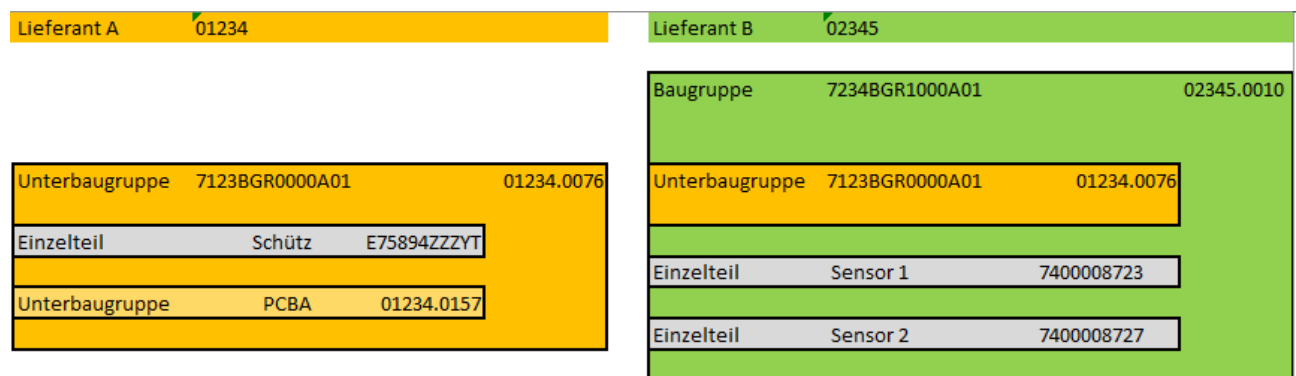 Lieferant A 01234
Lieferant B 02345
Baugruppe 7234BGR1000A01 02345.0010
Unterbaugruppe 7123BGR0000A01 01234.0076
Unterbaugruppe 7123BGR0000A01 01234.0076
Einzelteil Schütz E75894ZZZYT
Einzelteil Sensor 1 7400008723
Unterbaugruppe PCBA 01234.0157
Einzelteil Sensor 2 7400008727